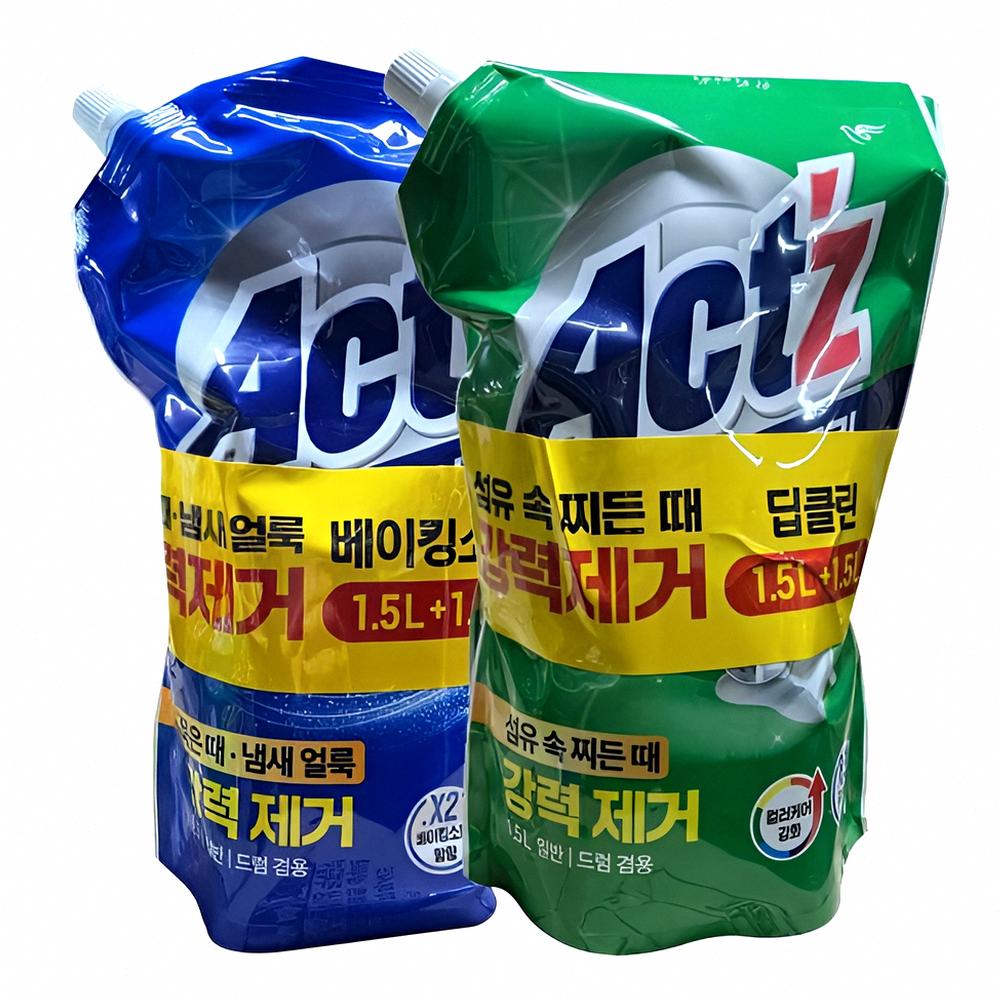 Act
·냄새 얼룩
제거
베이킹소
1.5L+1.
은 때·냄새 얼룩
력 제거
반 | 드럼 겸용
X2
베이킹소
Act'z
섬유 속 찌든 때
강력제거
딥클린
1.5L+1.5L
섬유 속 찌든 때
강력 제거
1.5L 일반 | 드럼 겸용
컬러케어
강화